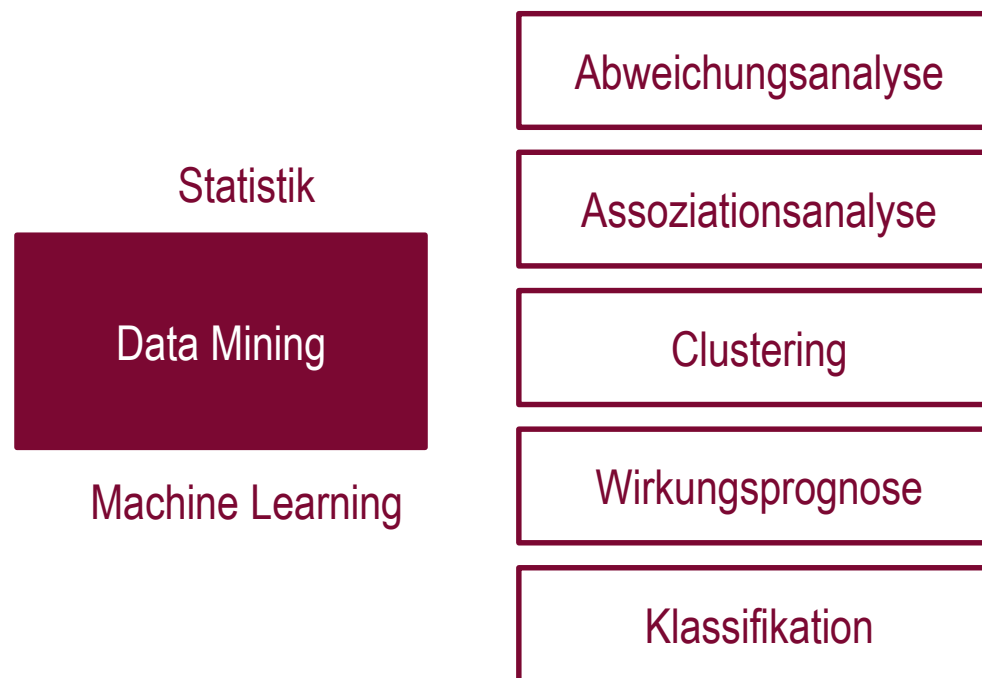 Statistik
Data Mining
Machine Learning
Abweichungsanalyse
Assoziationsanalyse
Clustering
Wirkungsprognose
Klassifikation